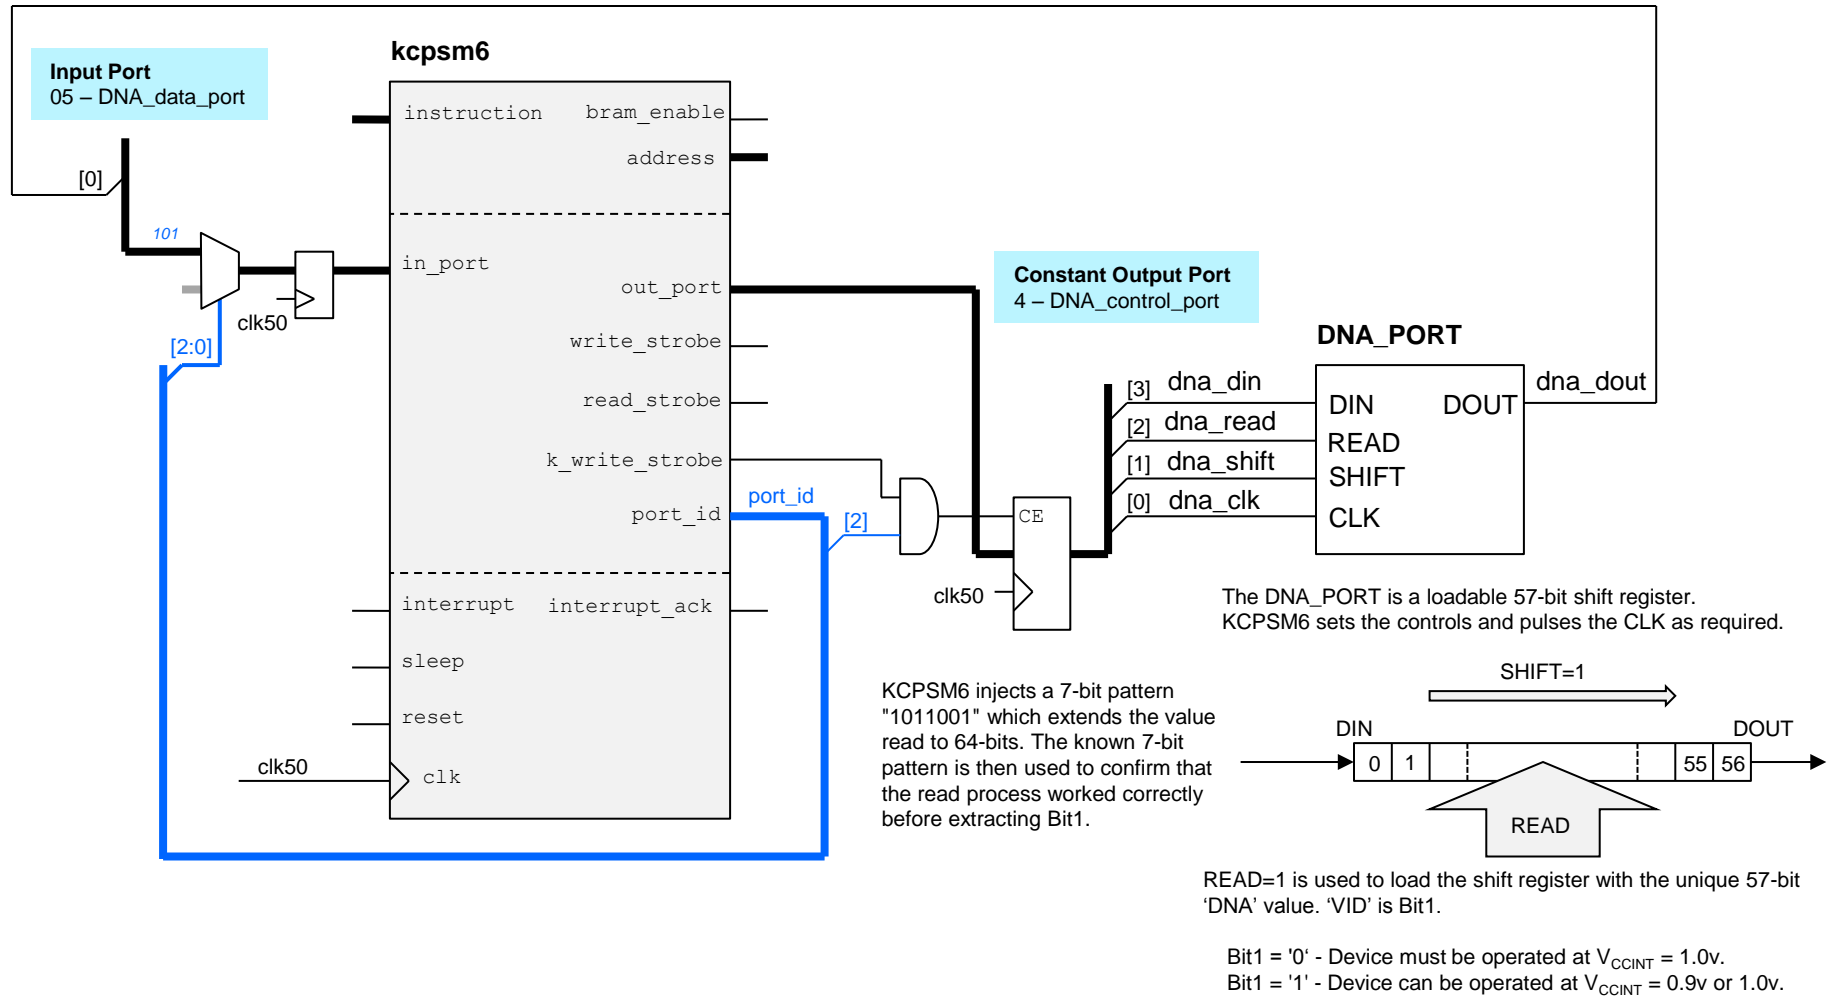 kcpsm6
Input Port
05 – DNA_data_port
instruction
bram_enable
address
[0]
101
in_port
out_port
clk50
[2:0]
write_strobe
read_strobe
k_write_strobe
port_id
port_id
[2]
CE
clk50
interrupt
interrupt_ack
sleep
reset
clk50
clk
Constant Output Port
4 – DNA_control_port
DNA_PORT
[3] dna_din
[2] dna_read
[1] dna_shift
[0] dna_clk
DIN
READ
SHIFT
CLK
DOUT
dna_dout
The DNA_PORT is a loadable 57-bit shift register.
KCPSM6 sets the controls and pulses the CLK as required.
KCPSM6 injects a 7-bit pattern
"1011001" which extends the value
read to 64-bits. The known 7-bit
pattern is then used to confirm that
the read process worked correctly
before extracting Bit1.
SHIFT=1
DIN
DOUT
0 1 55 56
READ
READ=1 is used to load the shift register with the unique 57-bit
‘DNA’ value. ‘VID’ is Bit1.
Bit1 = '0‘ - Device must be operated at VCCINT = 1.0v.
Bit1 = '1' - Device can be operated at VCCINT = 0.9v or 1.0v.